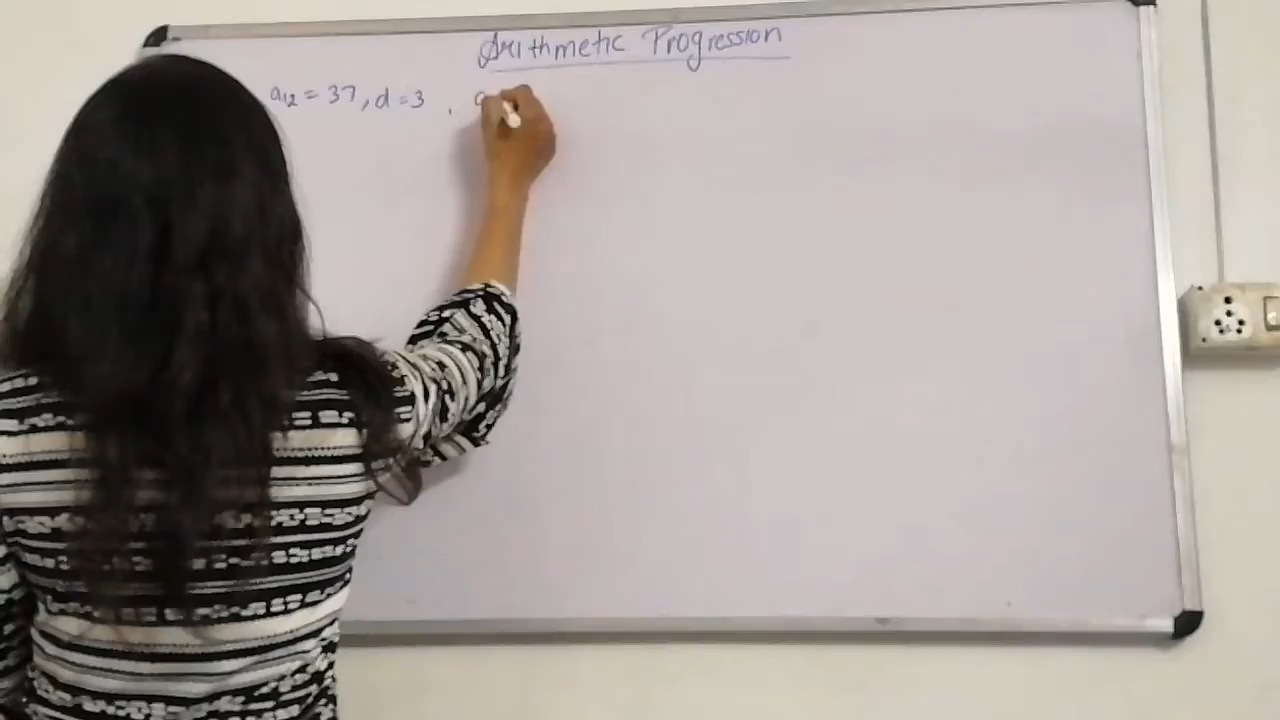 Arithmetic Progression
a₁₂ = 37, d = 3 ,